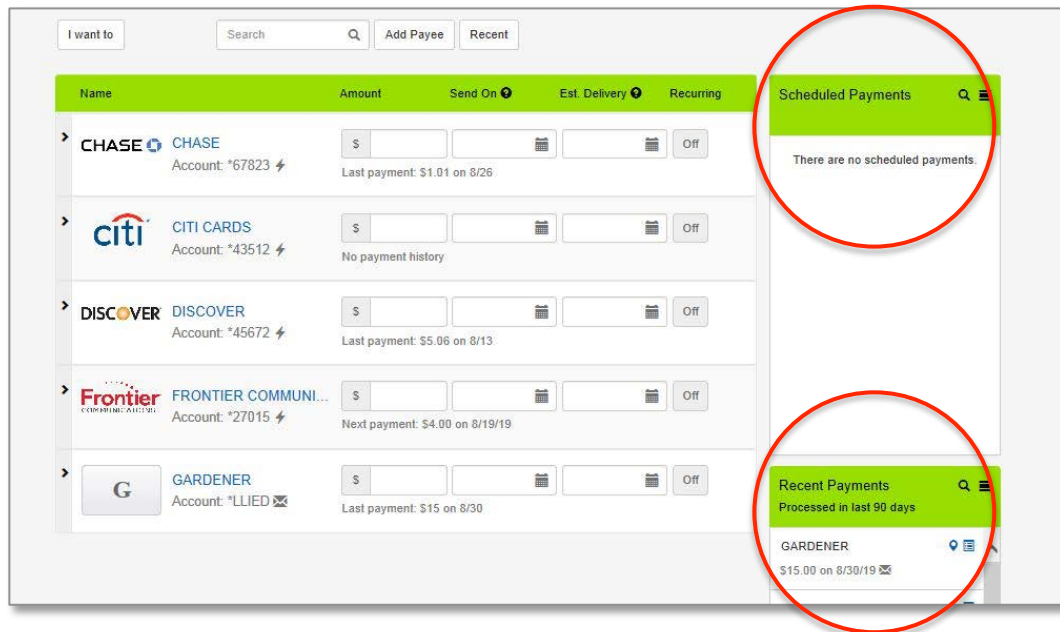 I want to Search Add Payee Recent
Name Amount Send On Est. Delivery Recurring
CHASE CHASE $ Off
Account: *67823
Last payment: $1.01 on 8/26
citi CITI CARDS $ Off
Account: *43512
No payment history
DISCOVER DISCOVER $ Off
Account: *45672
Last payment: $5.06 on 8/13
Frontier COMMUNICATIONS FRONTIER COMMUNI... $ Off
Account: *27015
Next payment: $4.00 on 8/19/19
G GARDENER $ Off
Account: *LLIED
Last payment: $15 on 8/30
Scheduled Payments
There are no scheduled payments.
Recent Payments
Processed in last 90 days
GARDENER
$15.00 on 8/30/19